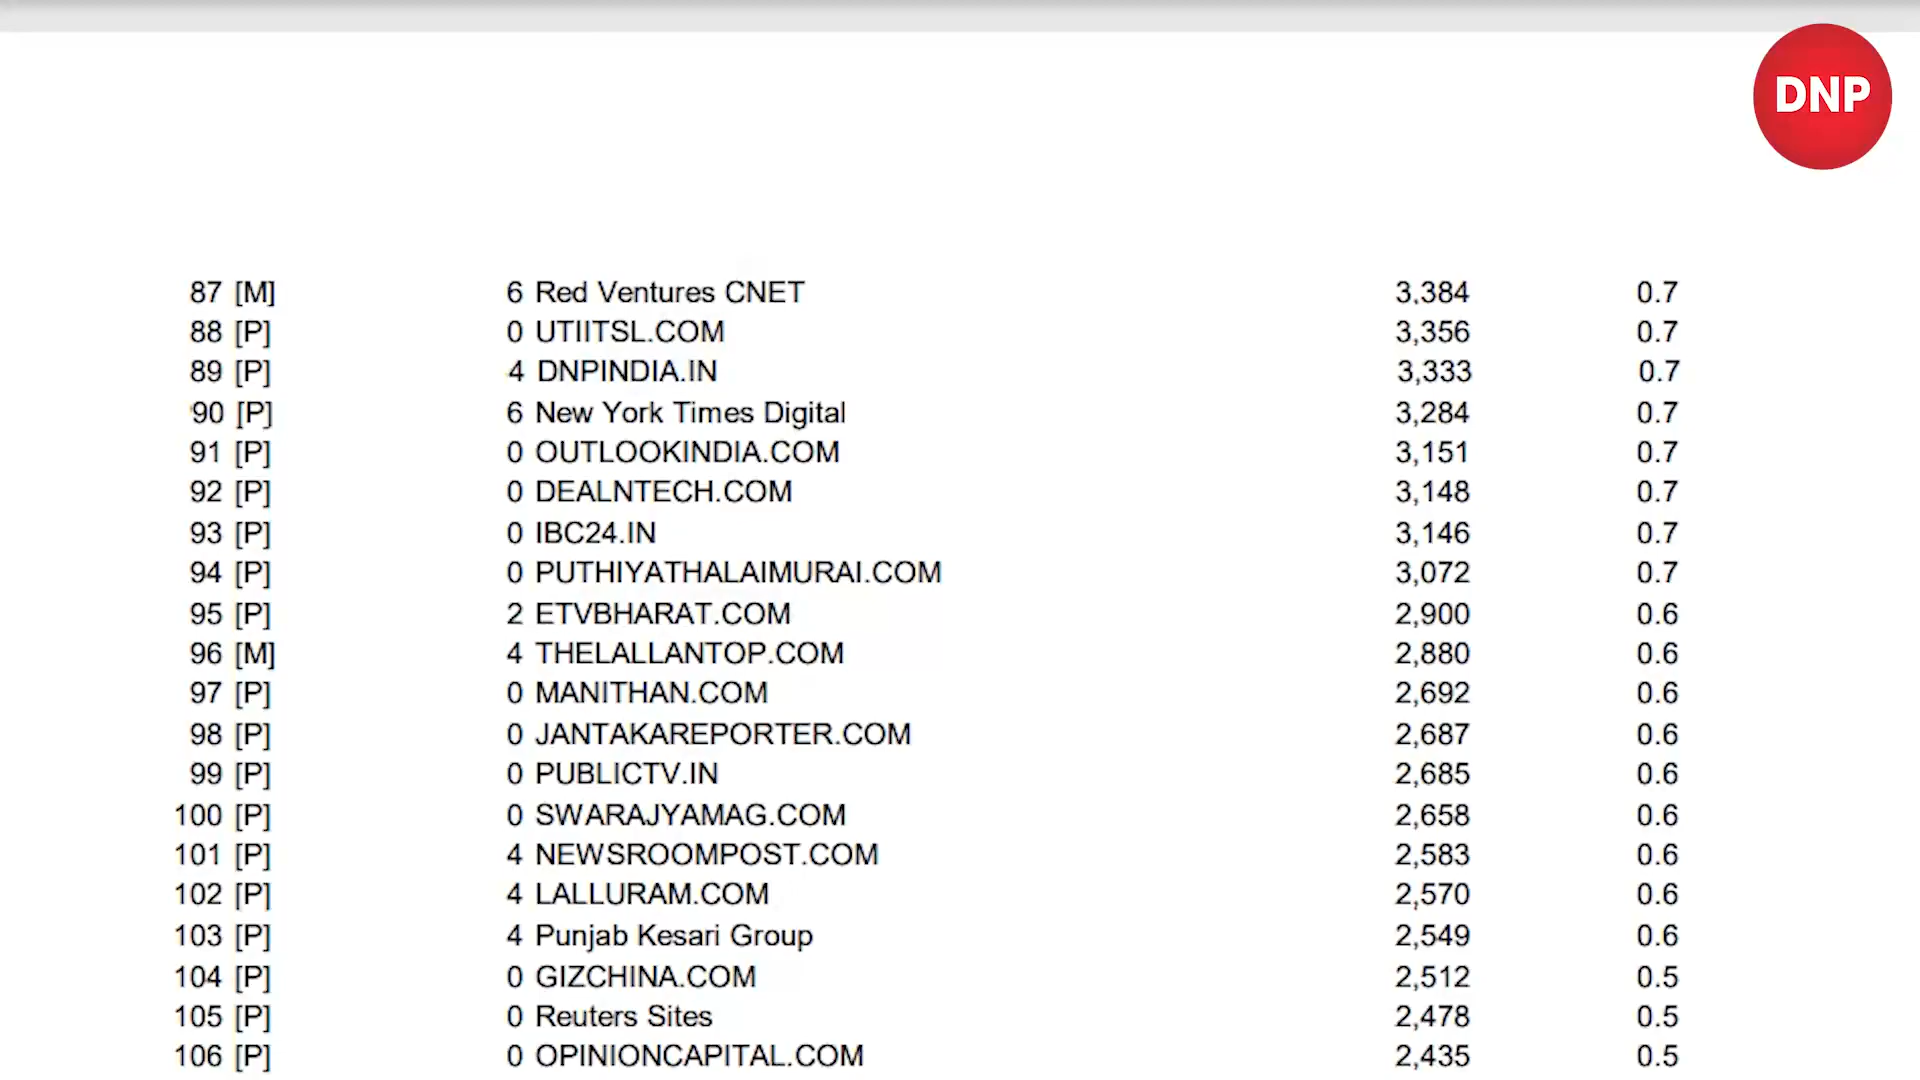 DNP
87 [M] 6 Red Ventures CNET 3,384 0.7
88 [P] 0 UTIITSL.COM 3,356 0.7
89 [P] 4 DNPINDIA.IN 3,333 0.7
90 [P] 6 New York Times Digital 3,284 0.7
91 [P] 0 OUTLOOKINDIA.COM 3,151 0.7
92 [P] 0 DEALNTECH.COM 3,148 0.7
93 [P] 0 IBC24.IN 3,146 0.7
94 [P] 0 PUTHIYATHALAIMURAI.COM 3,072 0.7
95 [P] 2 ETVBHARAT.COM 2,900 0.6
96 [M] 4 THELALLANTOP.COM 2,880 0.6
97 [P] 0 MANITHAN.COM 2,692 0.6
98 [P] 0 JANTAKAREPORTER.COM 2,687 0.6
99 [P] 0 PUBLICTV.IN 2,685 0.6
100 [P] 0 SWARAJYAMAG.COM 2,658 0.6
101 [P] 4 NEWSROOMPOST.COM 2,583 0.6
102 [P] 4 LALLURAM.COM 2,570 0.6
103 [P] 4 Punjab Kesari Group 2,549 0.6
104 [P] 0 GIZCHINA.COM 2,512 0.5
105 [P] 0 Reuters Sites 2,478 0.5
106 [P] 0 OPINIONCAPITAL.COM 2,435 0.5